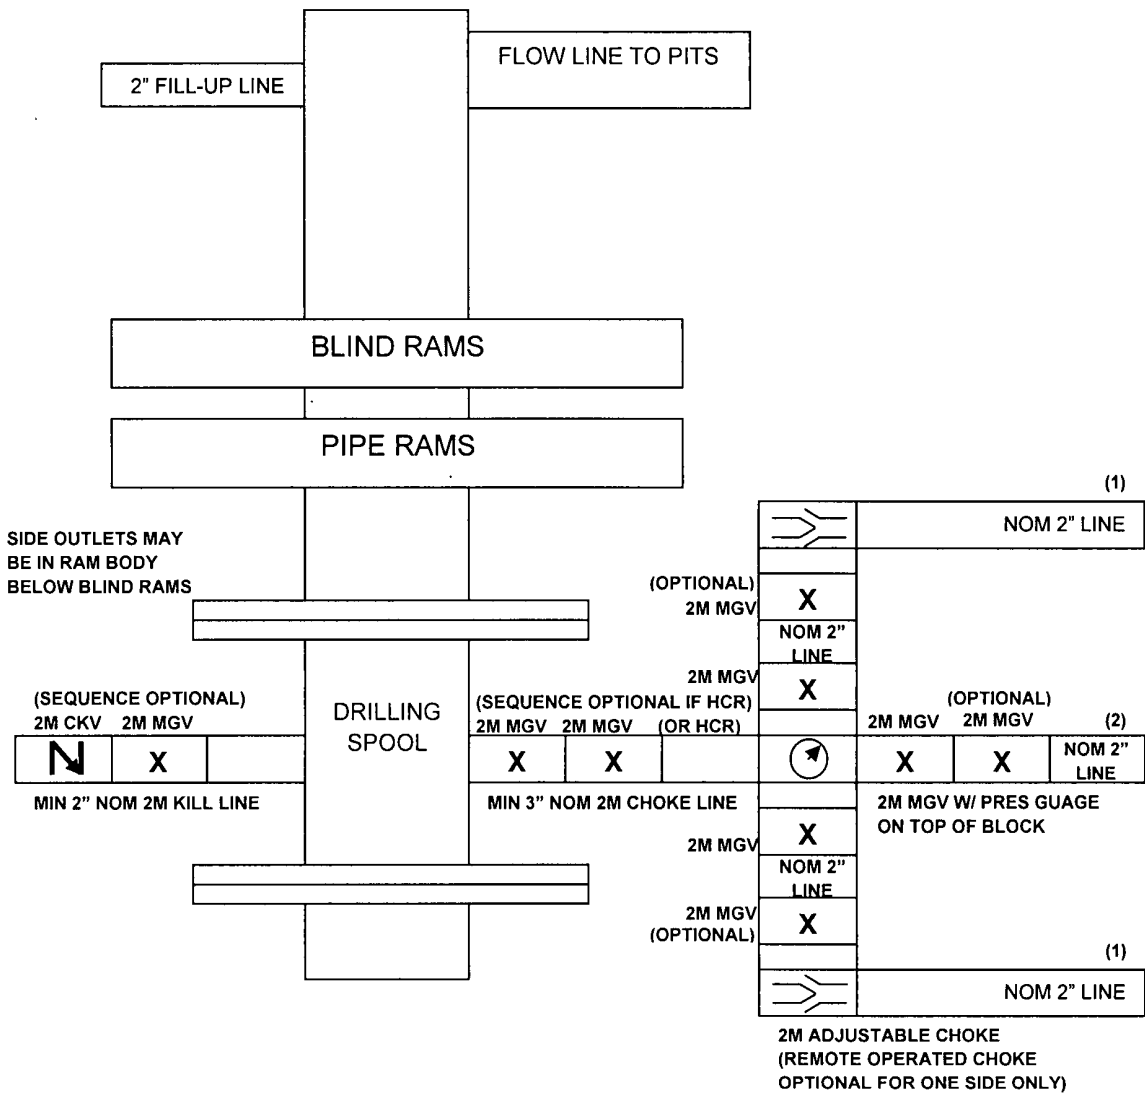 FLOW LINE TO PITS
2" FILL-UP LINE
BLIND RAMS
PIPE RAMS
(1)
NOM 2" LINE
SIDE OUTLETS MAY
BE IN RAM BODY
BELOW BLIND RAMS
(OPTIONAL)
2M MGV
X
NOM 2"
LINE
2M MGV
X
(SEQUENCE OPTIONAL)
2M CKV 2M MGV
N X
MIN 2" NOM 2M KILL LINE
DRILLING
SPOOL
(SEQUENCE OPTIONAL IF HCR)
2M MGV 2M MGV (OR HCR)
X X
MIN 3" NOM 2M CHOKE LINE
(OPTIONAL)
2M MGV 2M MGV
(2)
X X
NOM 2"
LINE
2M MGV W/ PRES GUAGE
ON TOP OF BLOCK
2M MGV
X
NOM 2"
LINE
2M MGV
(OPTIONAL)
X
(1)
NOM 2" LINE
2M ADJUSTABLE CHOKE
(REMOTE OPERATED CHOKE
OPTIONAL FOR ONE SIDE ONLY)